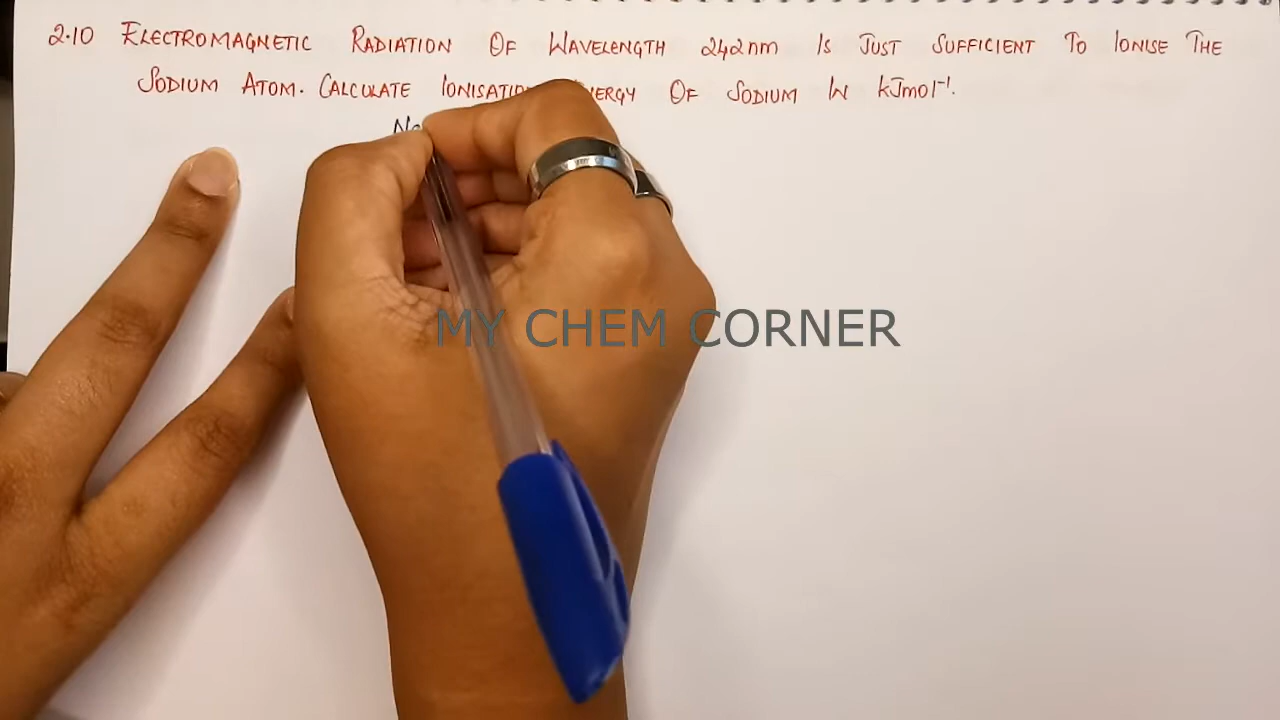 2.10 ELECTROMAGNETIC RADIATION OF WAVELENGTH 242nm IS JUST SUFFICIENT TO IONISE THE
SODIUM ATOM. CALCULATE OF SODIUM IN kJmol⁻¹.
MY CHEM CORNER